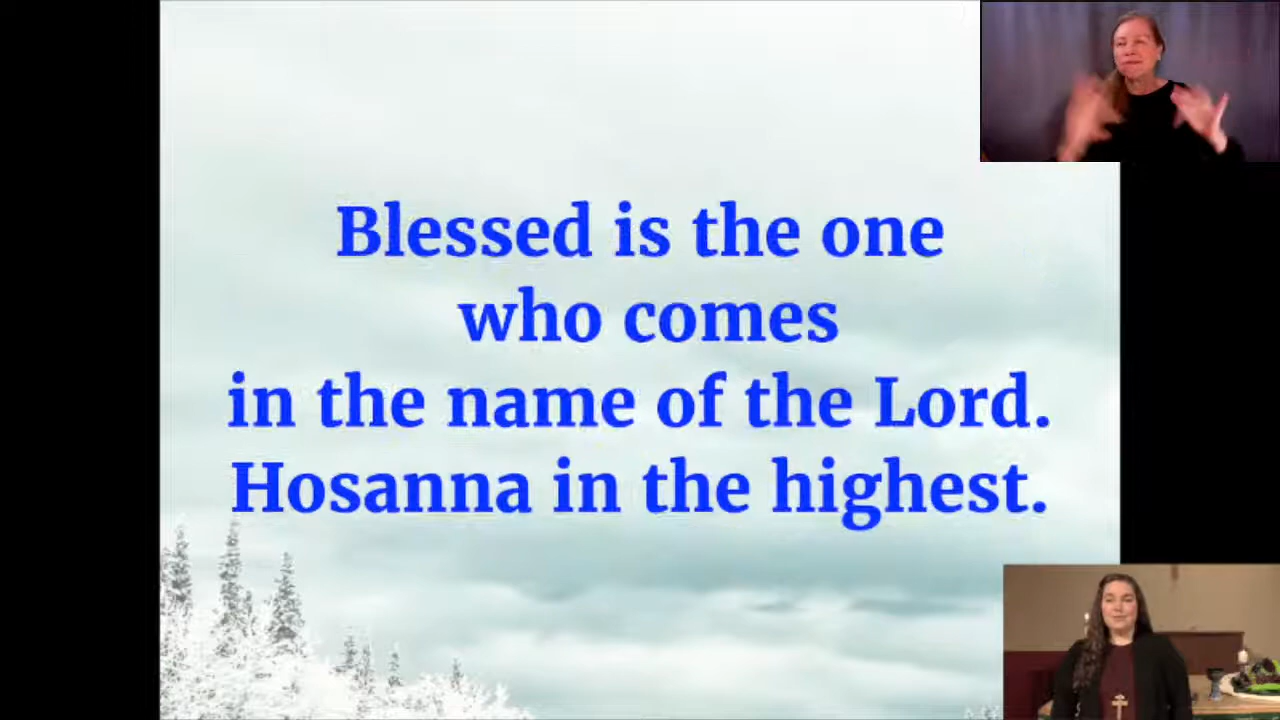 Blessed is the one
who comes
in the name of the Lord.
Hosanna in the highest.